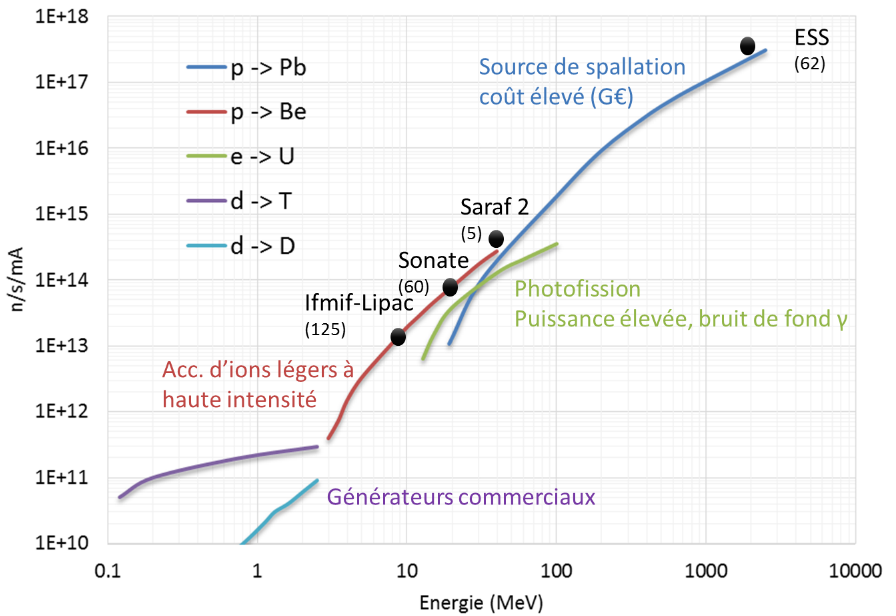 1E+18
1E+17
1E+16
1E+15
1E+14
1E+13
1E+12
1E+11
1E+10
n/s/mA
p -> Pb
p -> Be
e -> U
d -> T
d -> D
Source de spallation
coût élevé (G€)
ESS
(62)
Saraf 2
(5)
Sonate
(60)
Ifmif-Lipac
(125)
Photofission
Puissance élevée, bruit de fond γ
Acc. d’ions légers à
haute intensité
Générateurs commerciaux
0.1 1 10 100 1000 10000
Energie (MeV)